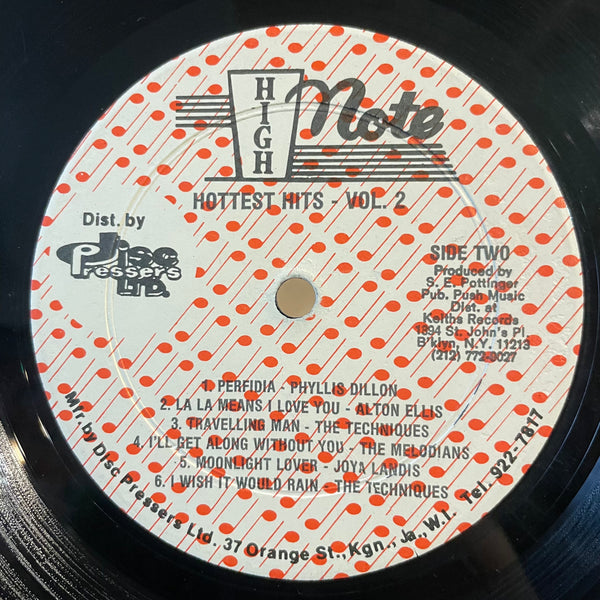 HIGH Note
HOTTEST HITS - VOL. 2
Dist. by
Disc
Pressers
LTD.
SIDE TWO
Produced by
S. E. Pottinger
Pub. Push Music
Dist. at
Keiths Records
1394 St. John's Pl.
B'klyn, N.Y. 11213
(212) 772-3027
1. PERFIDIA - PHYLLIS DILLON
2. LA LA MEANS I LOVE YOU - ALTON ELLIS
3. TRAVELLING MAN - THE TECHNIQUES
4. I'LL GET ALONG WITHOUT YOU - THE MELODIANS
5. MOONLIGHT LOVER - JOYA LANDIS
6. I WISH IT WOULD RAIN - THE TECHNIQUES
Mfr. by Disc Pressers Ltd. 37 Orange St., Kgn., Ja., W.I. Tel. 922-7617